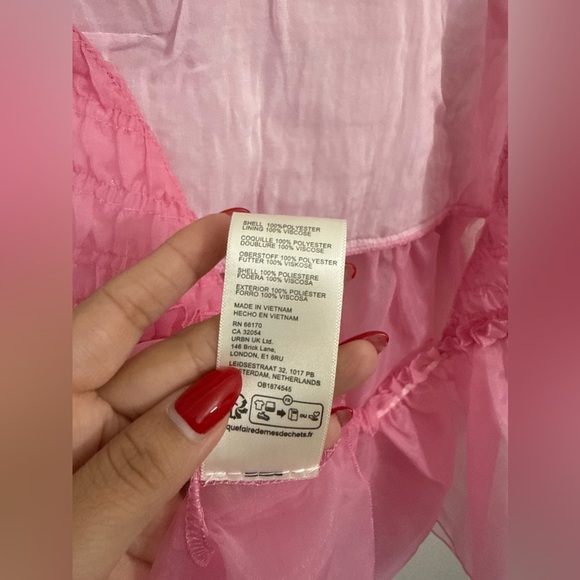 SHELL 100%POLYESTER
LINING 100% VISCOSE
COQUILLE 100% POLYESTER
DOUBLURE 100% VISCOSE
OBERSTOFF 100% POLYESTER
FUTTER 100% VISKOSE
SHELL 100% POLIESTERE
FODERA 100% VISCOSA
EXTERIOR 100% POLIÉSTER
FORRO 100% VISCOSA
MADE IN VIETNAM
HECHO EN VIETNAM
RN 66170
CA 32054
URBN UK Ltd.
146 Brick Lane,
LONDON, E1 6RU
LEIDSESTRAAT 32, 1017 PB
MSTERDAM, NETHERLANDS
OB1874545
FR
OU
quefairedemesdechets.fr